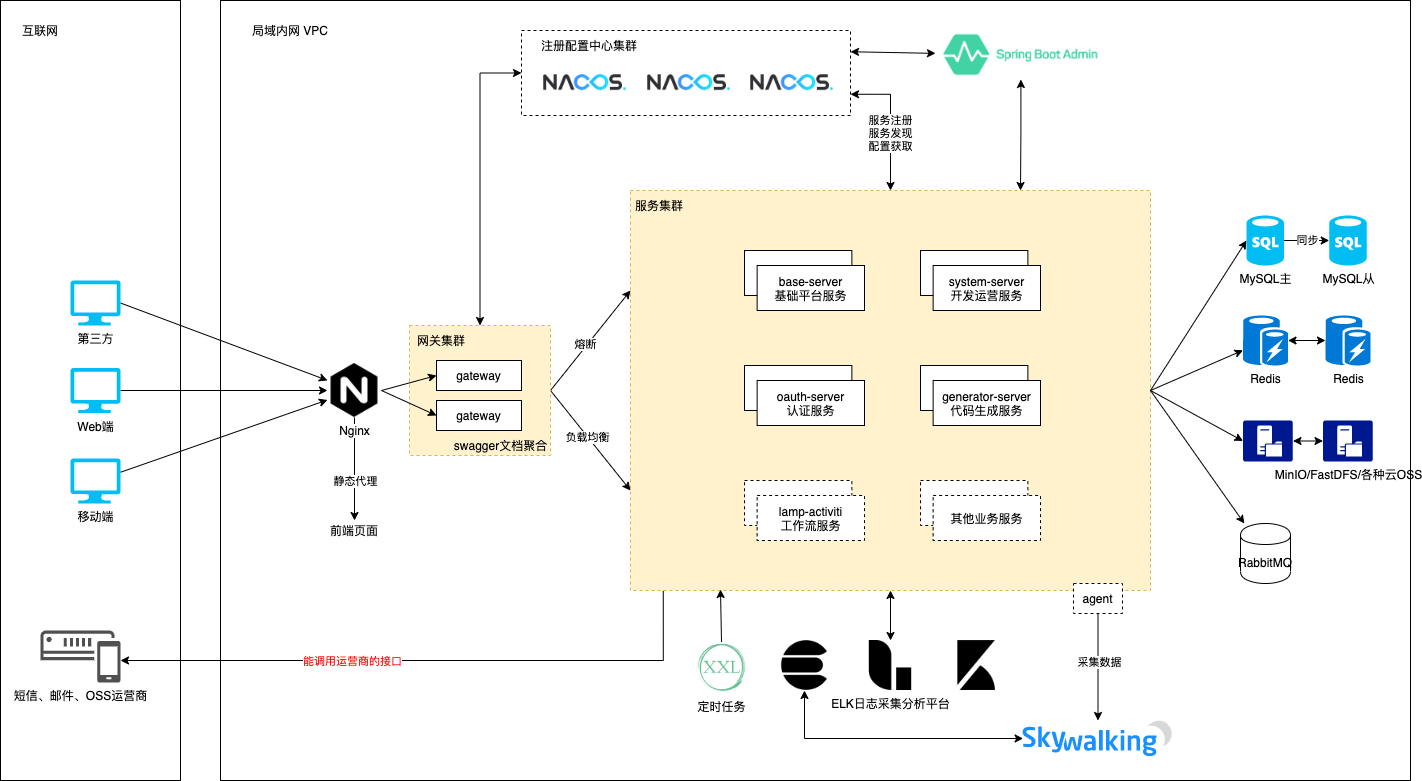 互联网
局域内网 VPC
注册配置中心集群
NACOS.
NACOS.
NACOS.
Spring Boot Admin
服务注册
服务发现
配置获取
服务集群
base-server
基础平台服务
system-server
开发运营服务
oauth-server
认证服务
generator-server
代码生成服务
lamp-activiti
工作流服务
其他业务服务
第三方
Web端
移动端
N
Nginx
静态代理
前端页面
网关集群
gateway
gateway
swagger文档聚合
熔断
负载均衡
SQL
同步
SQL
MySQL主
MySQL从
Redis
Redis
MinIO/FastDFS/各种云OSS
RabbitMQ
agent
采集数据
短信、邮件、OSS运营商
能调用运营商的接口
XXL
定时任务
ELK日志采集分析平台
Skywalking